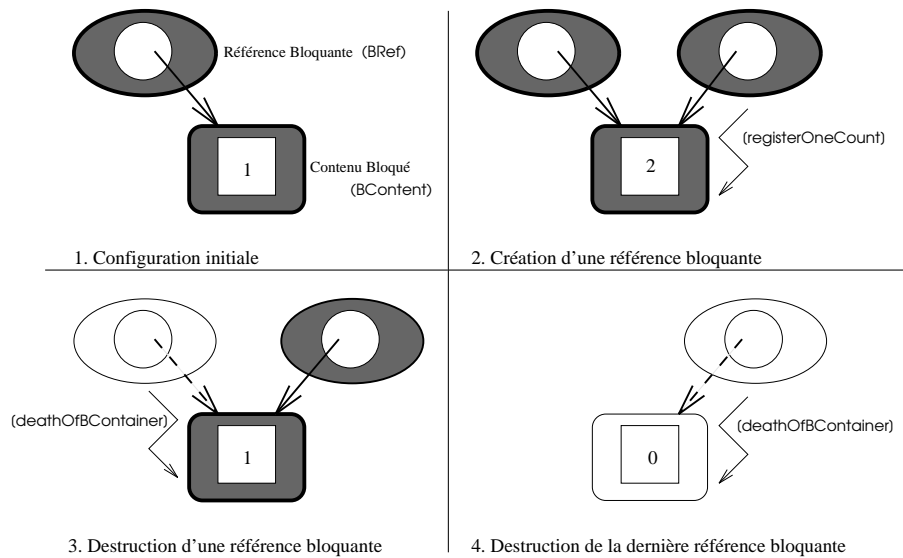 Référence Bloquante (BRef)
1
Contenu Bloqué
(BContent)
1. Configuration initiale
(registerOneCount)
2
2. Création d'une référence bloquante
(deathOfBContainer)
1
3. Destruction d'une référence bloquante
(deathOfBContainer)
0
4. Destruction de la dernière référence bloquante